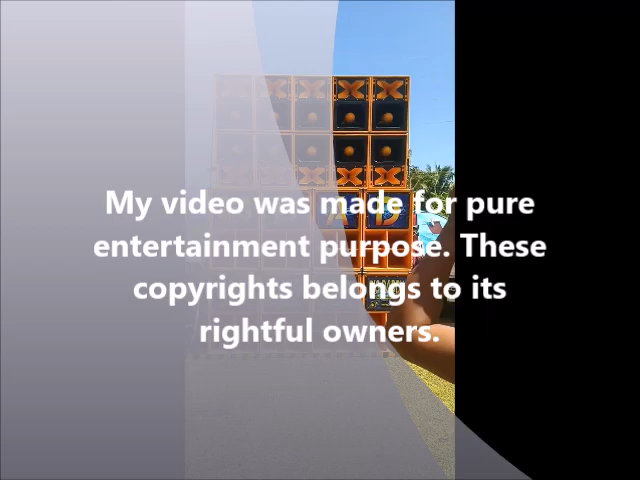 My video was made for pure
entertainment purpose. These
copyrights belongs to its
rightful owners.